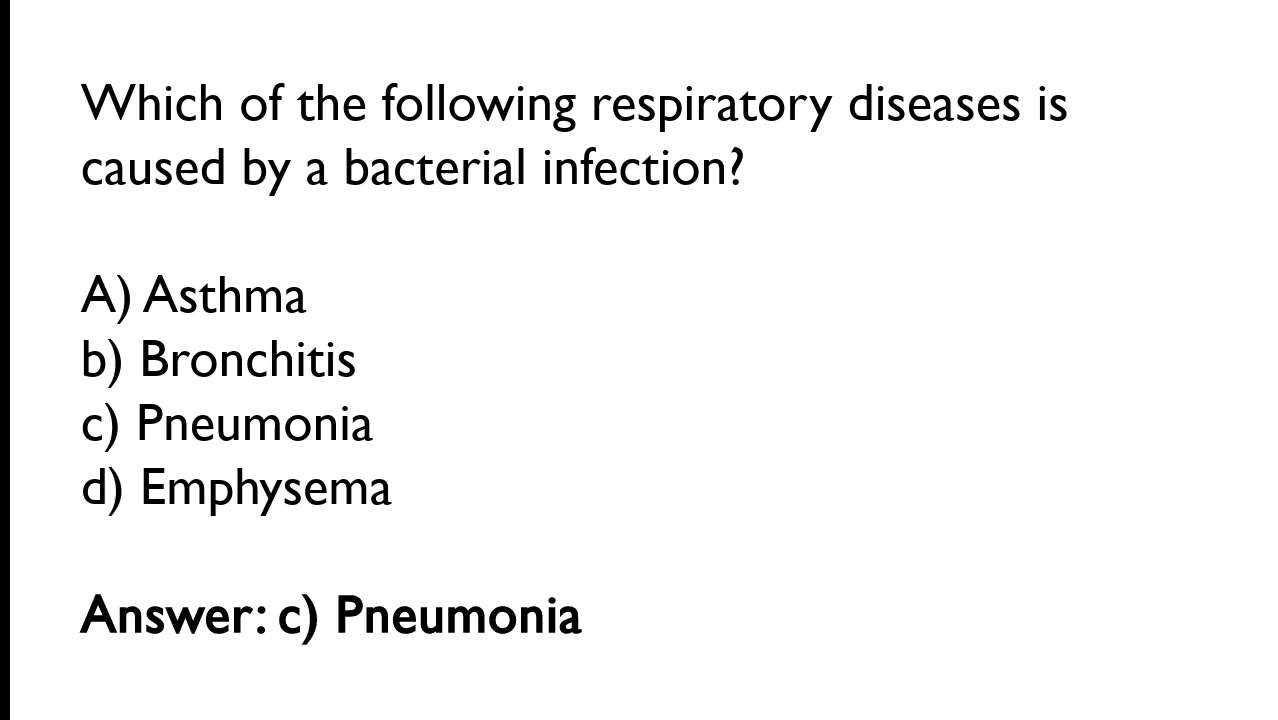 Which of the following respiratory diseases is
caused by a bacterial infection?
A) Asthma
b) Bronchitis
c) Pneumonia
d) Emphysema
Answer: c) Pneumonia